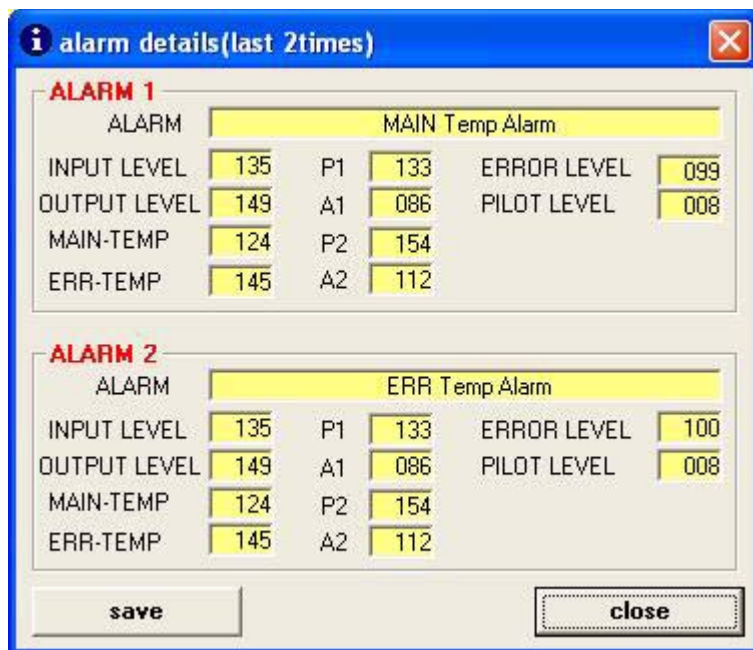 alarm details(last 2times)
ALARM 1
ALARM MAIN Temp Alarm
INPUT LEVEL 135 P1 133 ERROR LEVEL 099
OUTPUT LEVEL 149 A1 086 PILOT LEVEL 008
MAIN-TEMP 124 P2 154
ERR-TEMP 145 A2 112
ALARM 2
ALARM ERR Temp Alarm
INPUT LEVEL 135 P1 133 ERROR LEVEL 100
OUTPUT LEVEL 149 A1 086 PILOT LEVEL 008
MAIN-TEMP 124 P2 154
ERR-TEMP 145 A2 112
save close